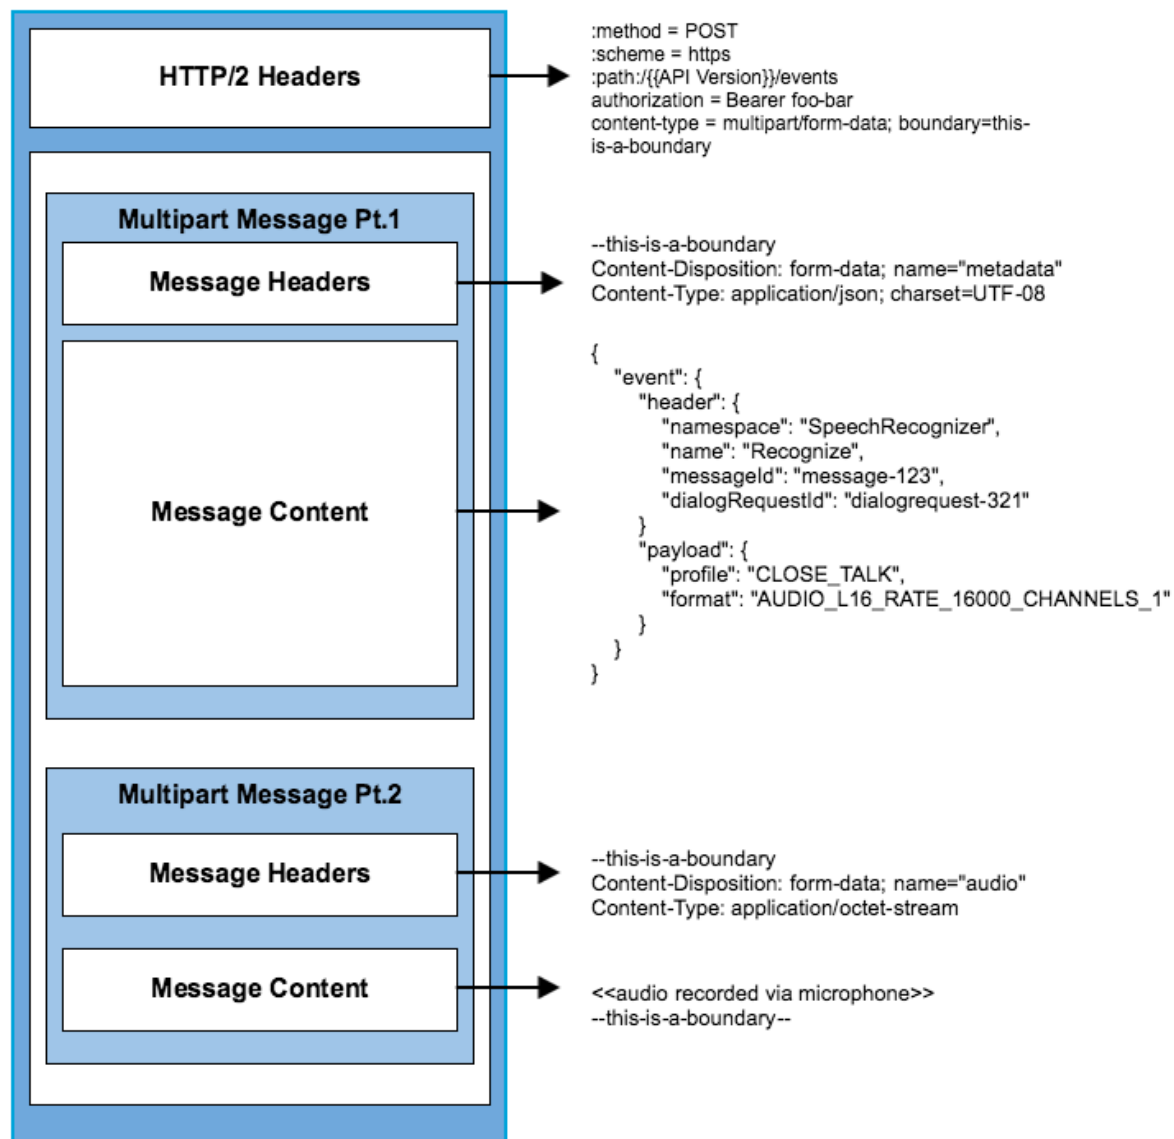 HTTP/2 Headers
:method = POST
:scheme = https
:path:/{{API Version}}/events
authorization = Bearer foo-bar
content-type = multipart/form-data; boundary=this-
is-a-boundary
Multipart Message Pt.1
Message Headers
--this-is-a-boundary
Content-Disposition: form-data; name="metadata"
Content-Type: application/json; charset=UTF-08
Message Content
{
"event": {
"header": {
"namespace": "SpeechRecognizer",
"name": "Recognize",
"messageId": "message-123",
"dialogRequestId": "dialogrequest-321"
}
"payload": {
"profile": "CLOSE_TALK",
"format": "AUDIO_L16_RATE_16000_CHANNELS_1"
}
}
}
Multipart Message Pt.2
Message Headers
--this-is-a-boundary
Content-Disposition: form-data; name="audio"
Content-Type: application/octet-stream
Message Content
<<audio recorded via microphone>>
--this-is-a-boundary--